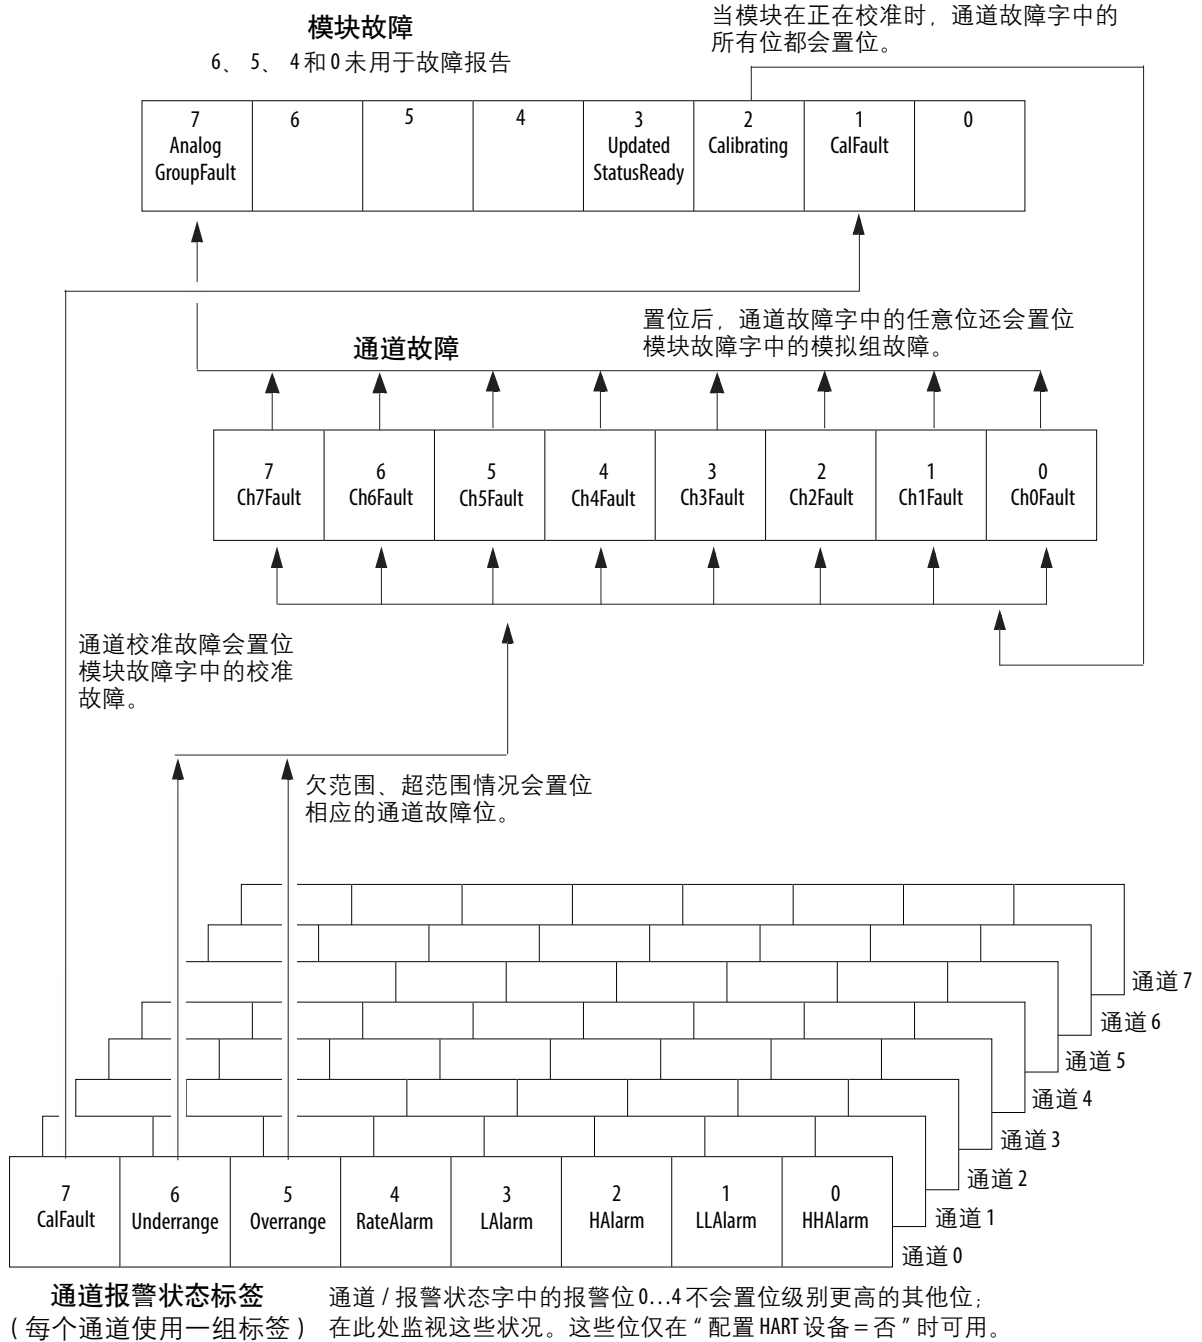 模块故障
6、 5、 4和0未用于故障报告
当模块在正在校准时，通道故障字中的
所有位都会置位。
7
Analog
GroupFault
6
5
4
3
Updated
StatusReady
2
Calibrating
1
CalFault
0
通道故障
置位后，通道故障字中的任意位还会置位
模块故障字中的模拟组故障。
7
Ch7Fault
6
Ch6Fault
5
Ch5Fault
4
Ch4Fault
3
Ch3Fault
2
Ch2Fault
1
Ch1Fault
0
Ch0Fault
通道校准故障会置位
模块故障字中的校准
故障。
欠范围、超范围情况会置位
相应的通道故障位。
通道7
通道6
通道5
通道4
通道3
通道2
通道1
通道0
7
CalFault
6
Underrange
5
Overrange
4
RateAlarm
3
LAlarm
2
HAlarm
1
LLAlarm
0
HHAlarm
通道报警状态标签
(每个通道使用一组标签)
通道/报警状态字中的报警位0...4不会置位级别更高的其他位；
在此处监视这些状况。这些位仅在“配置HART设备=否”时可用。